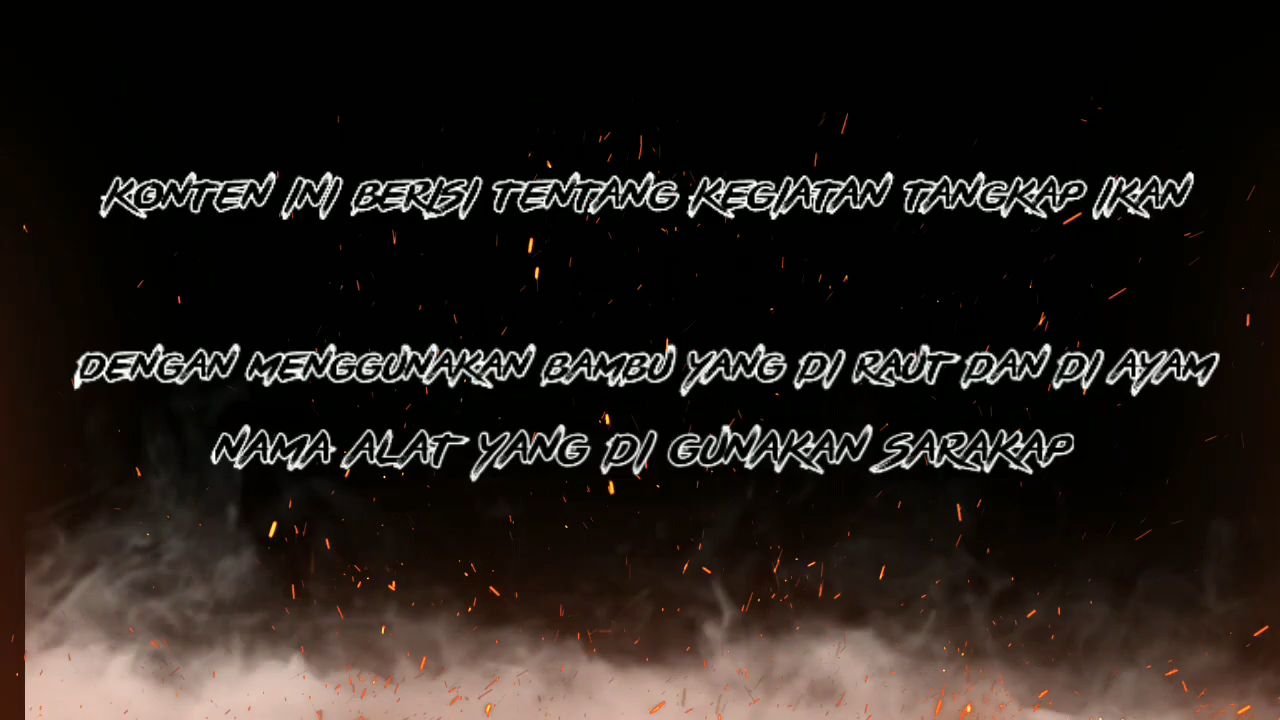 KONTEN INI BERISI TENTANG KEGIATAN TANGKAP IKAN
DENGAN MENGGUNAKAN BAMBU YANG DI RAUT DAN DI AYAM
NAMA ALAT YANG DI GUNAKAN SARAKAP